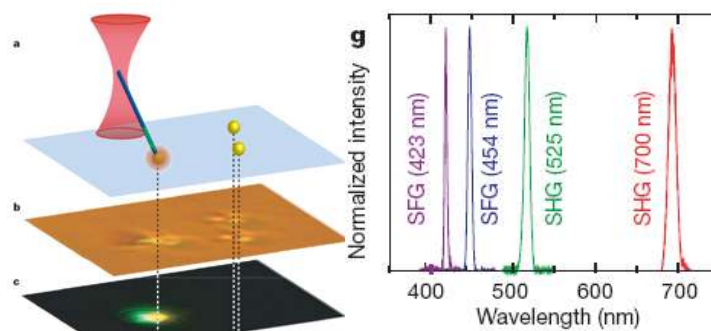 a
b
c
g
Normalized intensity
SFG (423 nm)
SFG (454 nm)
SHG (525 nm)
SHG (700 nm)
400 500 600 700
Wavelength (nm)